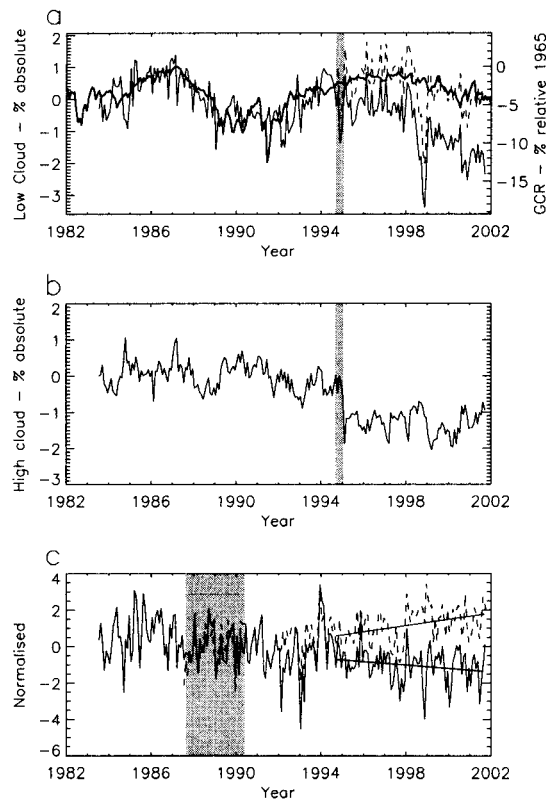 a
Low Cloud - % absolute
2
1
0
-1
-2
-3
0
-5
-10
-15
GCR - % relative 1965
1982 1986 1990 1994 1998 2002
Year
b
High cloud - % absolute
2
1
0
-1
-2
-3
1982 1986 1990 1994 1998 2002
Year
c
Normalised
4
2
0
-2
-4
-6
1982 1986 1990 1994 1998 2002
Year